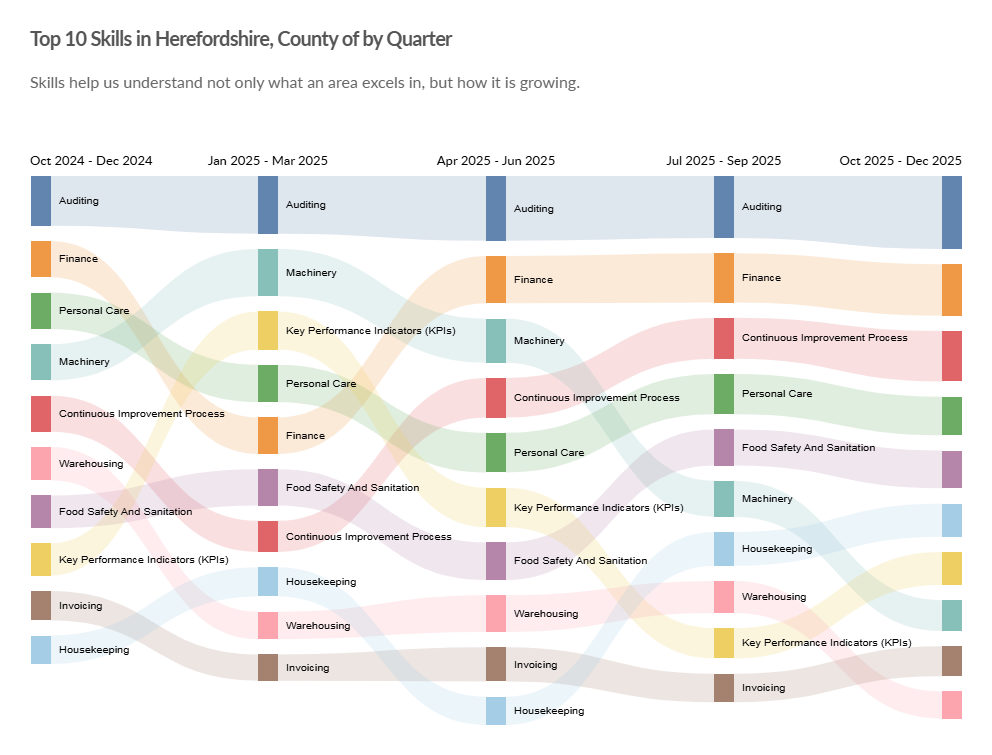 Top 10 Skills in Herefordshire, County of by Quarter
Skills help us understand not only what an area excels in, but how it is growing.
Oct 2024 - Dec 2024
Jan 2025 - Mar 2025
Apr 2025 - Jun 2025
Jul 2025 - Sep 2025
Oct 2025 - Dec 2025
Auditing
Finance
Personal Care
Machinery
Continuous Improvement Process
Warehousing
Food Safety And Sanitation
Key Performance Indicators (KPIs)
Invoicing
Housekeeping
Auditing
Machinery
Key Performance Indicators (KPIs)
Personal Care
Finance
Food Safety And Sanitation
Continuous Improvement Process
Housekeeping
Warehousing
Invoicing
Auditing
Finance
Machinery
Continuous Improvement Process
Personal Care
Key Performance Indicators (KPIs)
Food Safety And Sanitation
Warehousing
Invoicing
Housekeeping
Auditing
Finance
Continuous Improvement Process
Personal Care
Food Safety And Sanitation
Machinery
Housekeeping
Warehousing
Key Performance Indicators (KPIs)
Invoicing